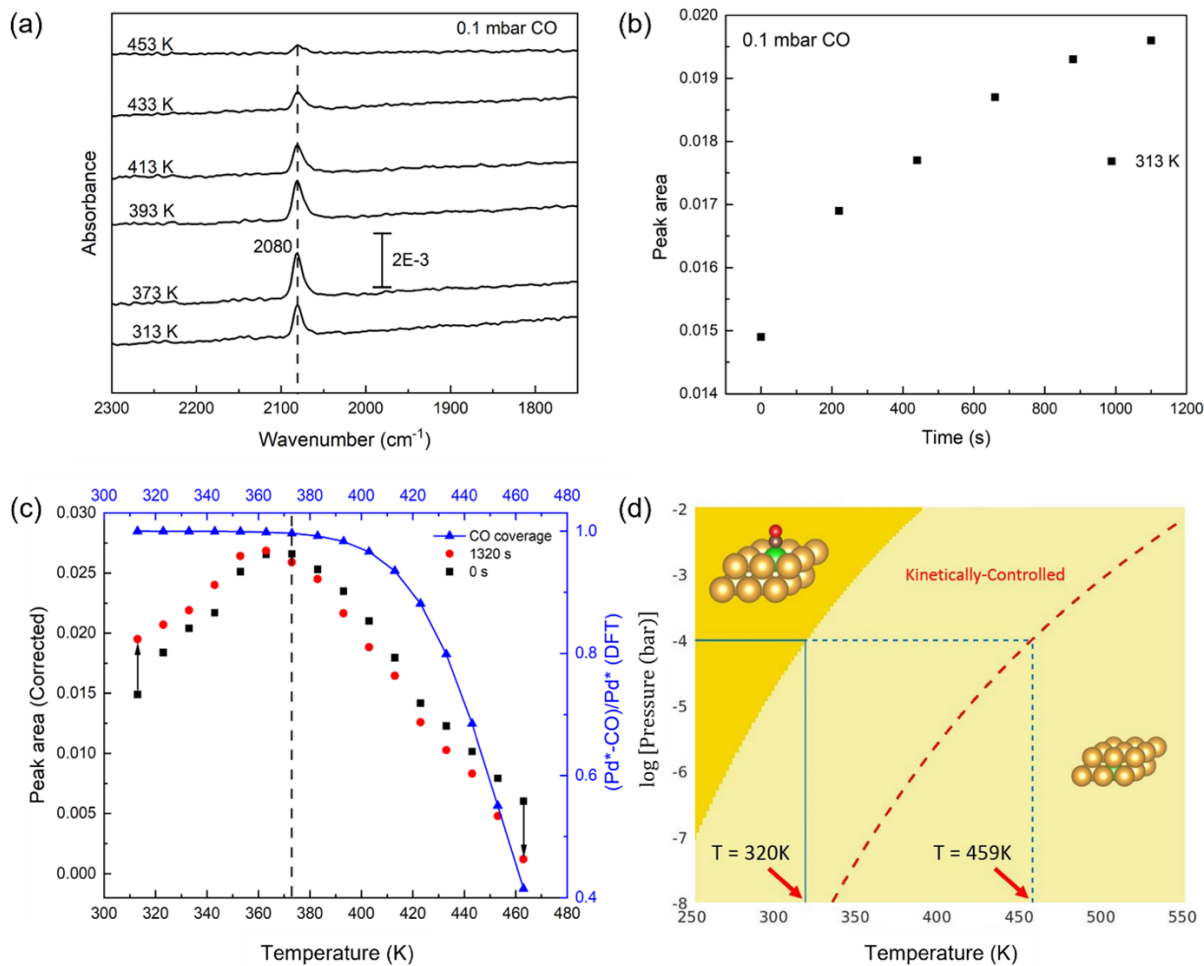 (a)
0.1 mbar CO
453 K
433 K
413 K
393 K
2080
2E-3
373 K
313 K
Absorbance
2300 2200 2100 2000 1900 1800
Wavenumber (cm-1)
(b)
0.1 mbar CO
313 K
Peak area
0.020
0.019
0.018
0.017
0.016
0.015
0.014
0 200 400 600 800 1000 1200
Time (s)
(c)
300 320 340 360 380 400 420 440 460 480
CO coverage
1320 s
0 s
Peak area (Corrected)
0.030
0.025
0.020
0.015
0.010
0.005
0.000
1.0
0.8
0.6
0.4
(Pd*-CO)/Pd* (DFT)
300 320 340 360 380 400 420 440 460 480
Temperature (K)
(d)
Kinetically-Controlled
T = 320K
T = 459K
log [Pressure (bar)]
-2
-3
-4
-5
-6
-7
-8
250 300 350 400 450 500 550
Temperature (K)